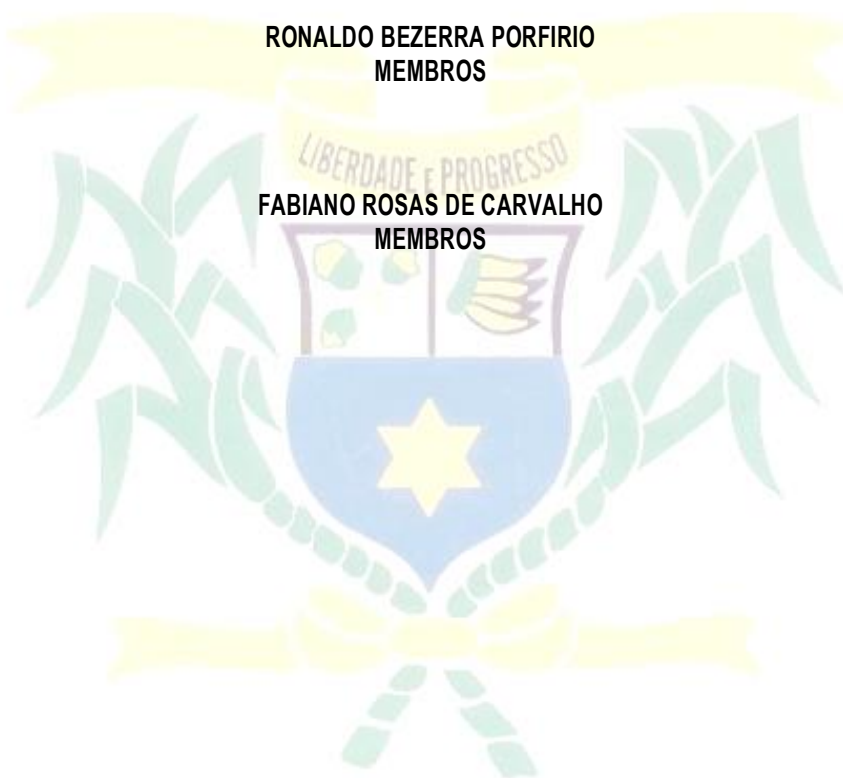 RONALDO BEZERRA PORFIRIO
MEMBROS
LIBERDADE E PROGRESSO
FABIANO ROSAS DE CARVALHO
MEMBROS